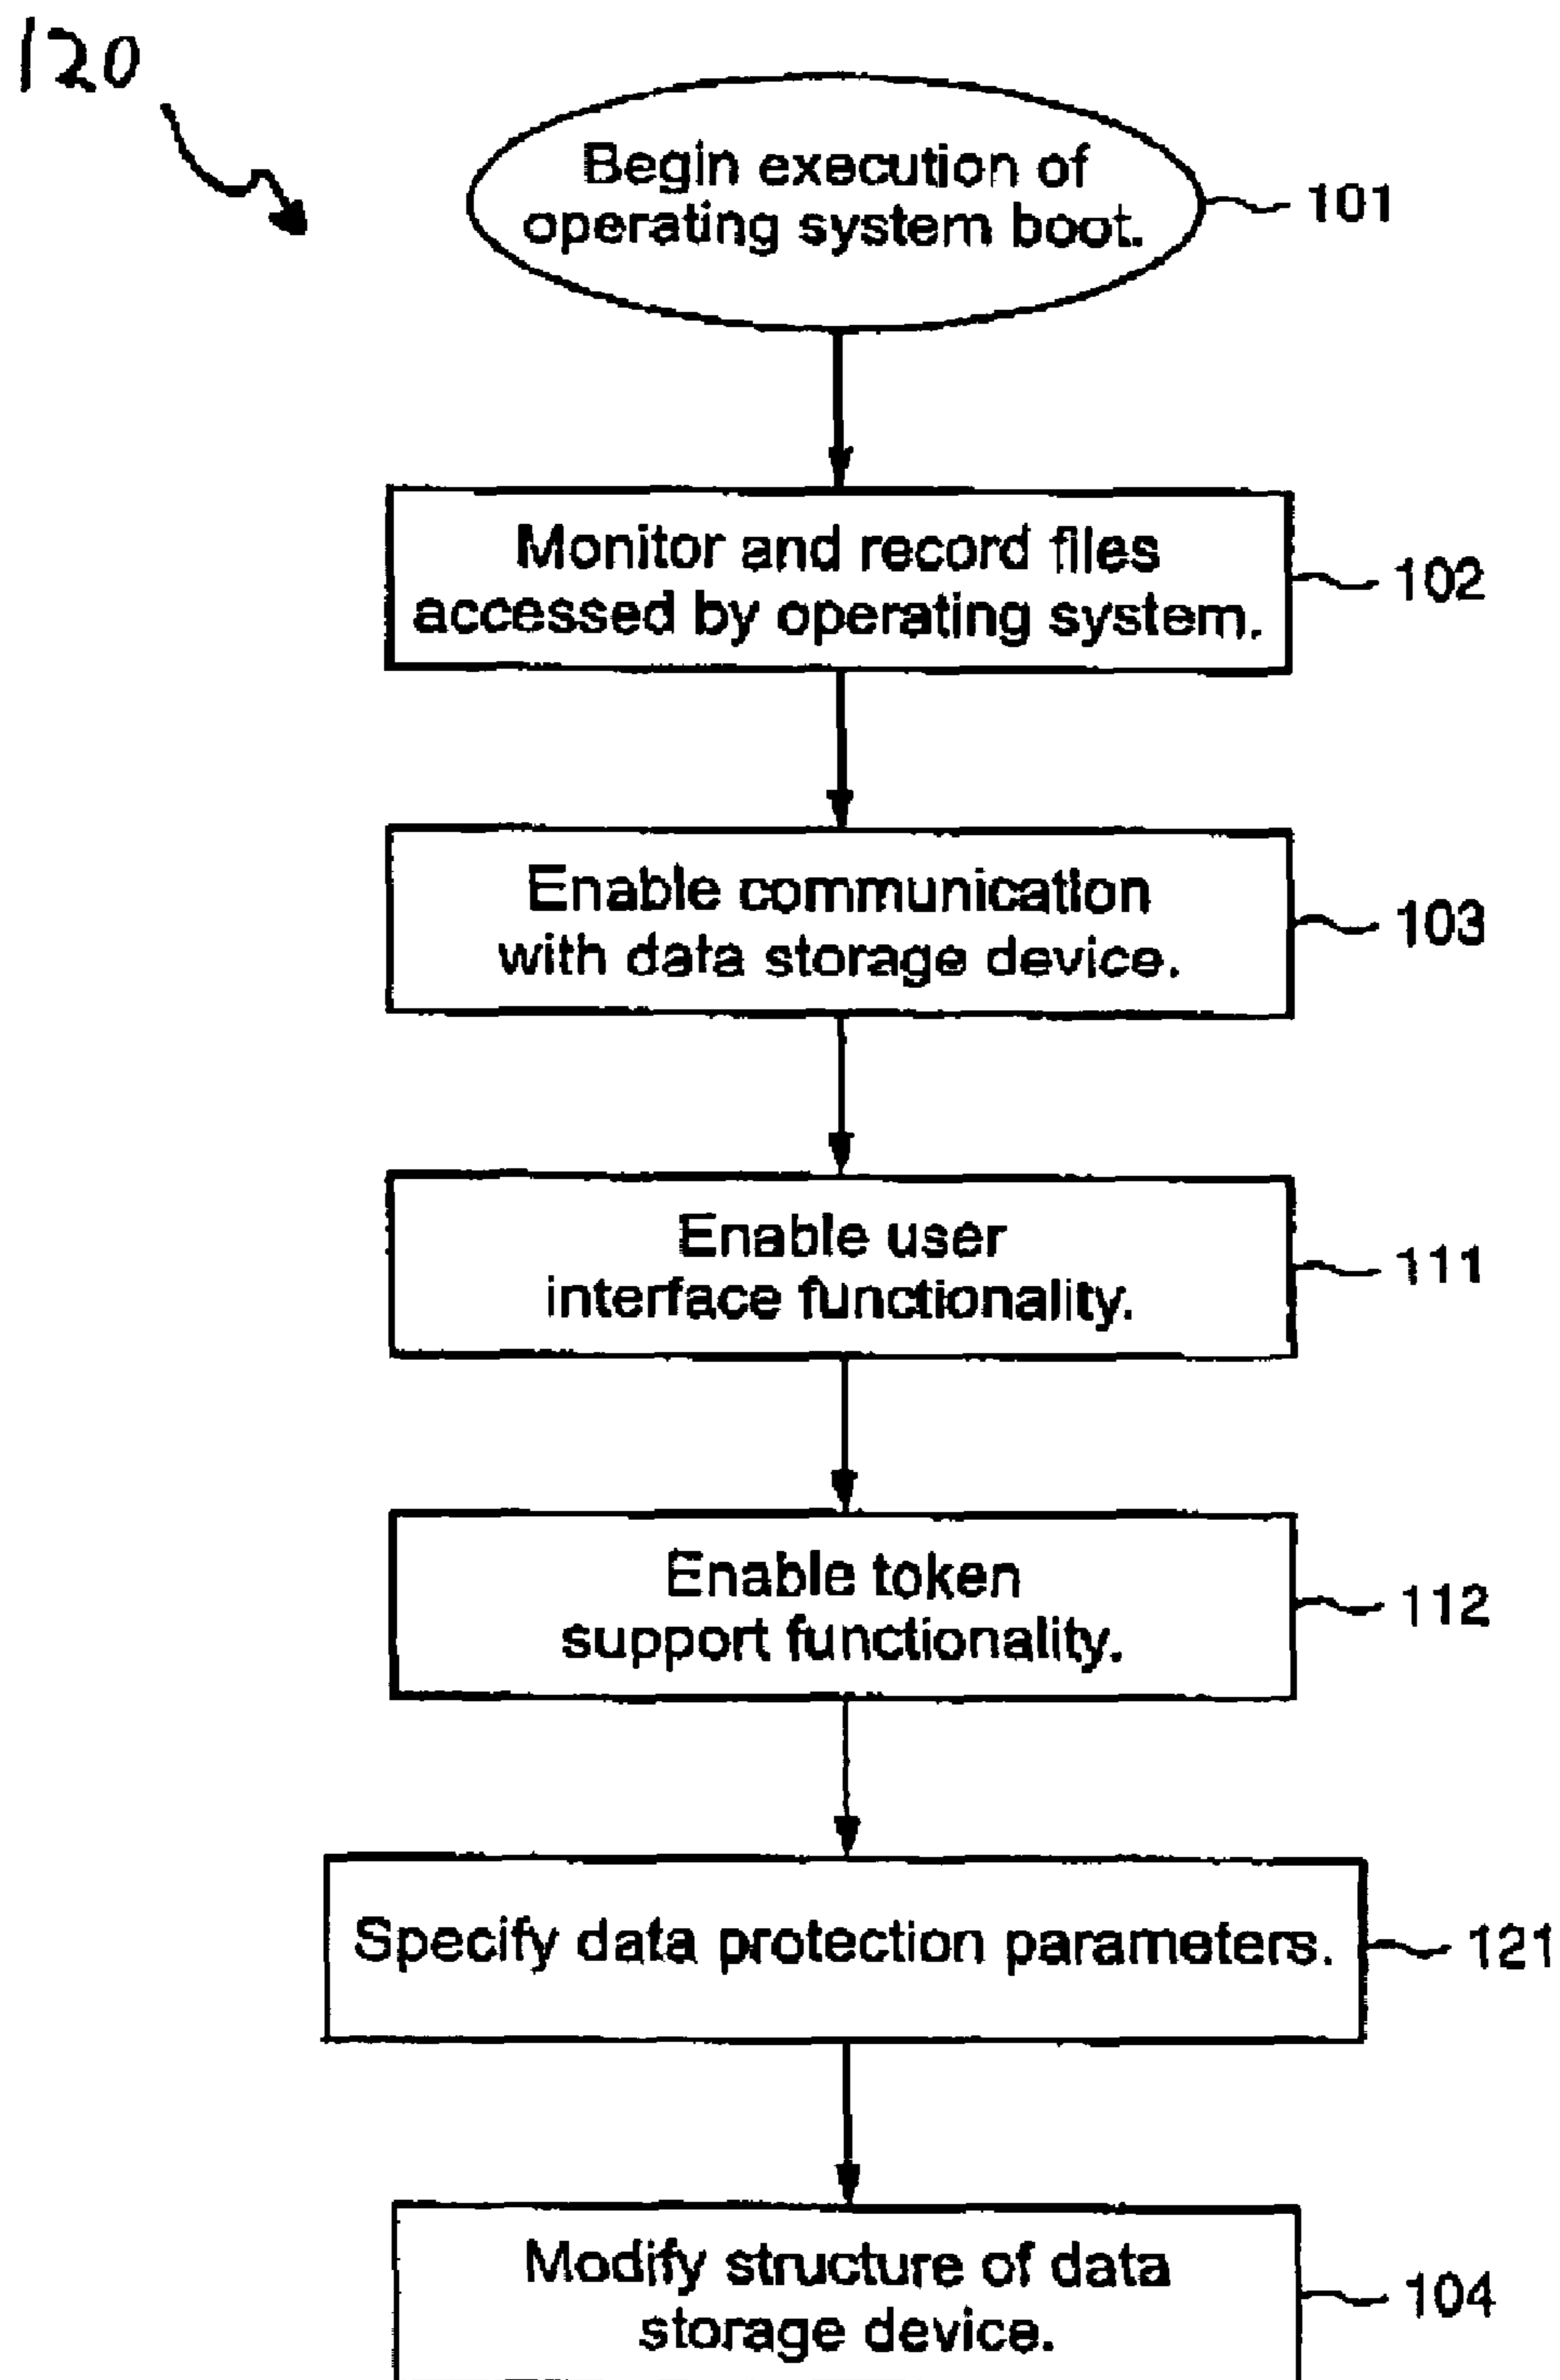 120
Begin execution of
operating system boot.
101
Monitor and record files
accessed by operating system.
102
Enable communication
with data storage device.
103
Enable user
interface functionality.
111
Enable token
support functionality.
112
Specify data protection parameters.
121
Modify structure of data
storage device.
104